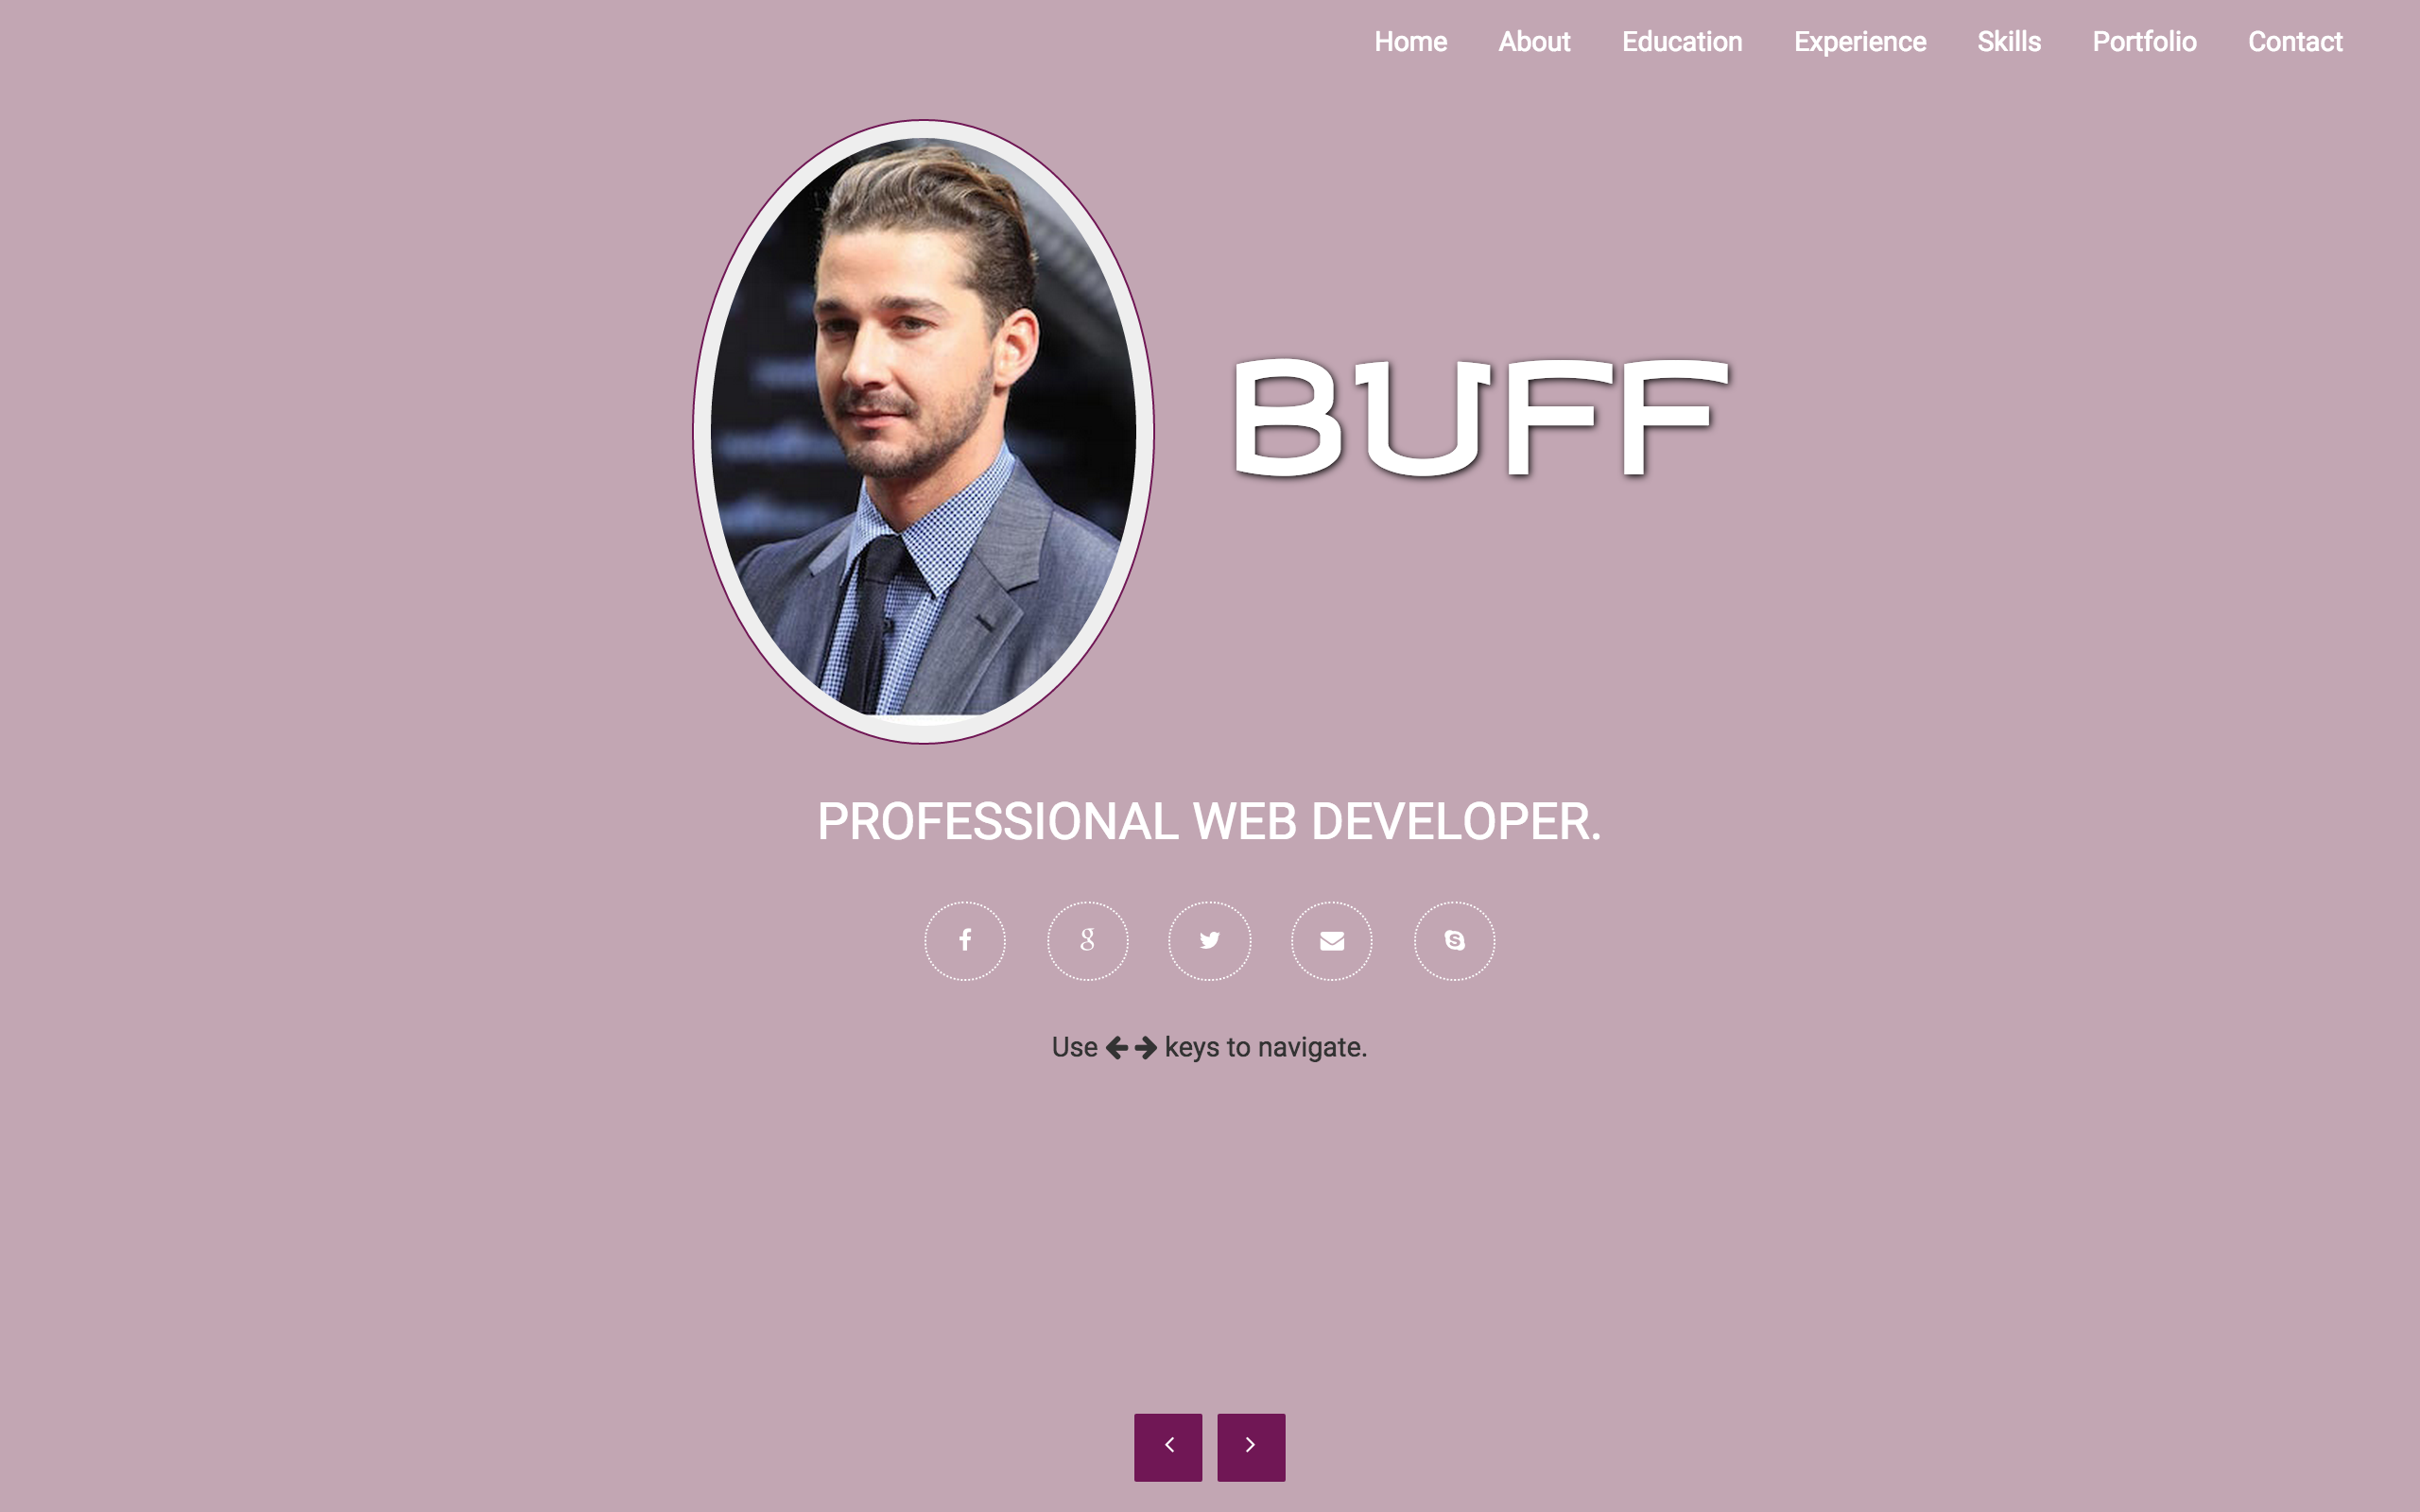 Home About Education Experience Skills Portfolio Contact
BUFF
PROFESSIONAL WEB DEVELOPER.
Use keys to navigate.